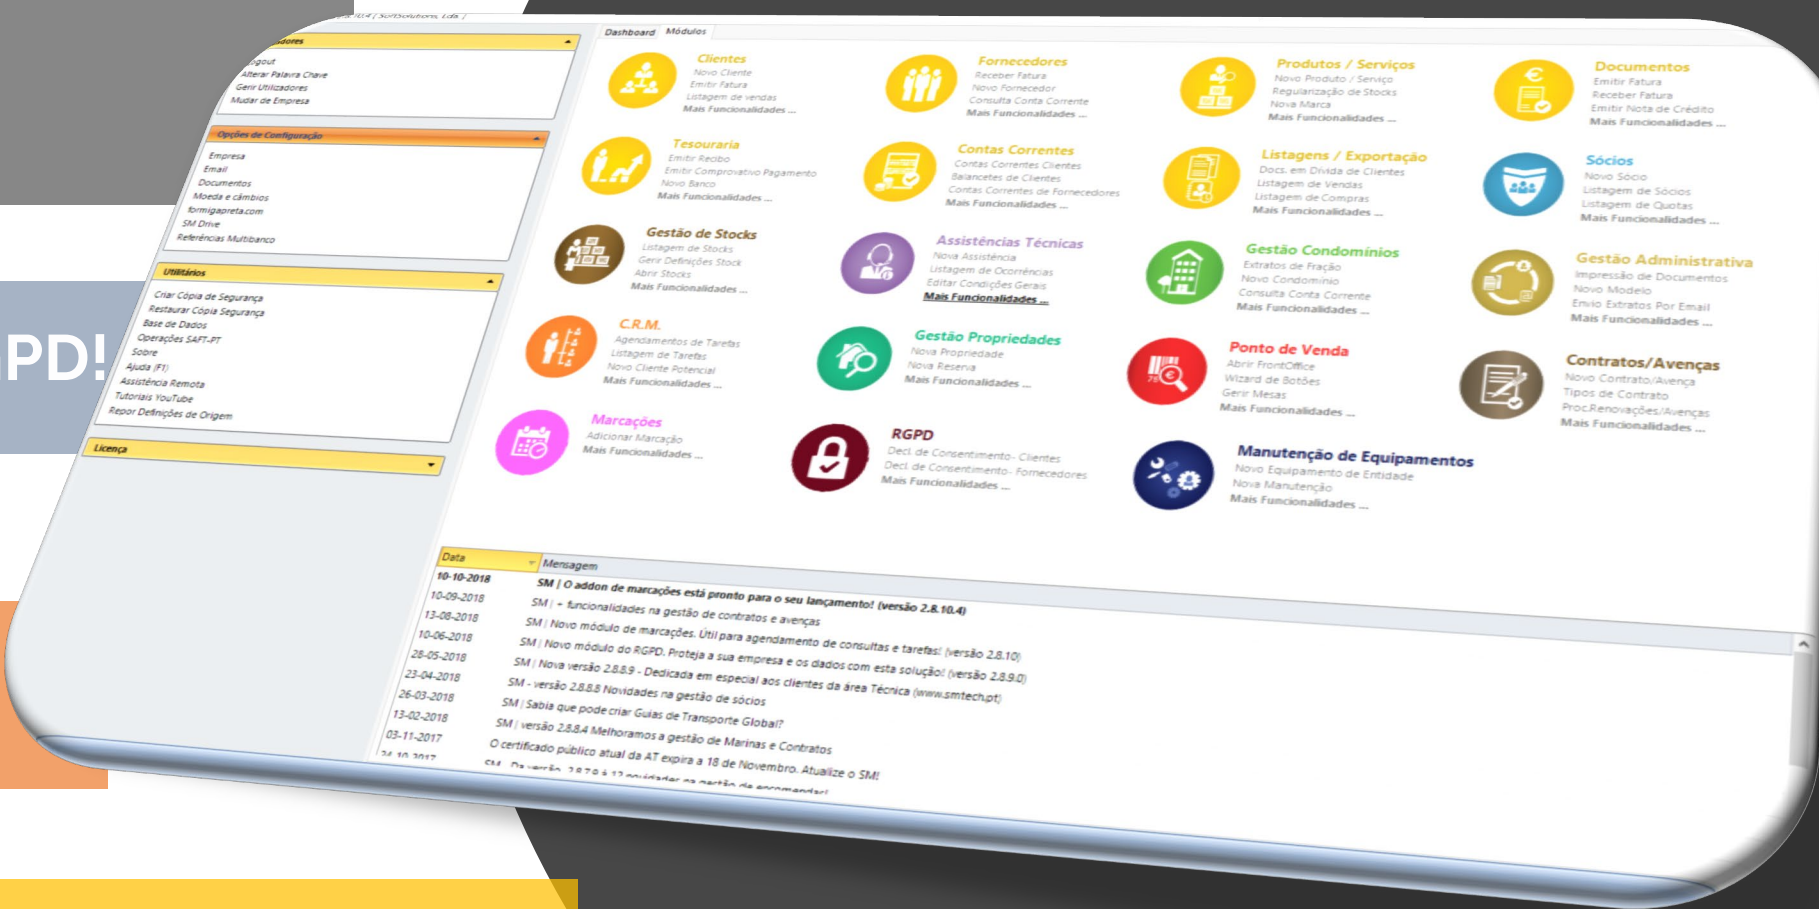 10.4 [ SoftSolutions, Lda. ]
PD!
Logout
Alterar Palavra Chave
Gerir Utilizadores
Mudar de Empresa
Opções de Configuração
Empresa
Email
Documentos
Moeda e câmbios
formigapreta.com
SM Drive
Referências Multibanco
Utilitários
Criar Cópia de Segurança
Restaurar Cópia Segurança
Base de Dados
Operações SAFT-PT
Sobre
Ajuda (F1)
Assistência Remota
Tutoriais YouTube
Repor Definições de Origem
Licença
Dashboard Módulos
Clientes
Novo Cliente
Emitir Fatura
Listagem de vendas
Mais Funcionalidades ...
Fornecedores
Receber Fatura
Novo Fornecedor
Consulta Conta Corrente
Mais Funcionalidades ...
Produtos / Serviços
Novo Produto / Serviço
Regularização de Stocks
Nova Marca
Mais Funcionalidades ...
Documentos
Emitir Fatura
Receber Fatura
Emitir Nota de Crédito
Mais Funcionalidades ...
Tesouraria
Emitir Recibo
Emitir Comprovativo Pagamento
Novo Banco
Mais Funcionalidades ...
Contas Correntes
Contas Correntes Clientes
Balancetes de Clientes
Contas Correntes de Fornecedores
Mais Funcionalidades ...
Listagens / Exportação
Docs. em Dívida de Clientes
Listagem de Vendas
Listagem de Compras
Mais Funcionalidades ...
Sócios
Novo Sócio
Listagem de Sócios
Listagem de Quotas
Mais Funcionalidades ...
Gestão de Stocks
Listagem de Stocks
Gerir Definições Stock
Abrir Stocks
Mais Funcionalidades ...
Assistências Técnicas
Nova Assistência
Listagem de Ocorrências
Editar Condições Gerais
Mais Funcionalidades ...
Gestão Condomínios
Extratos de Fração
Novo Condomínio
Consulta Conta Corrente
Mais Funcionalidades ...
Gestão Administrativa
Impressão de Documentos
Novo Modelo
Envio Extratos Por Email
Mais Funcionalidades ...
C.R.M.
Agendamentos de Tarefas
Listagem de Tarefas
Novo Cliente Potencial
Mais Funcionalidades ...
Gestão Propriedades
Nova Propriedade
Nova Reserva
Mais Funcionalidades ...
Ponto de Venda
Abrir FrontOffice
Wizard de Botões
Gerir Mesas
Mais Funcionalidades ...
Contratos/Avenças
Novo Contrato/Avença
Tipos de Contrato
Proc.Renovações/Avenças
Mais Funcionalidades ...
Marcações
Adicionar Marcação
Mais Funcionalidades ...
RGPD
Decl. de Consentimento- Clientes
Decl. de Consentimento- Fornecedores
Mais Funcionalidades ...
Manutenção de Equipamentos
Novo Equipamento de Entidade
Nova Manutenção
Mais Funcionalidades ...
Data Mensagem
10-10-2018 SM | O addon de marcações está pronto para o seu lançamento! (versão 2.8.10.4)
10-09-2018 SM | + funcionalidades na gestão de contratos e avenças
13-08-2018 SM | Novo módulo de marcações. Útil para agendamento de consultas e tarefas! (versão 2.8.10)
10-06-2018 SM | Novo módulo do RGPD. Proteja a sua empresa e os dados com esta solução! (versão 2.8.9.0)
28-05-2018 SM | Nova versão 2.8.8.9 - Dedicada em especial aos clientes da área Técnica (www.smtech.pt)
23-04-2018 SM - versão 2.8.8.8 Novidades na gestão de sócios
26-03-2018 SM | Sabia que pode criar Guias de Transporte Global?
13-02-2018 SM | versão 2.8.8.4 Melhoramos a gestão de Marinas e Contratos
03-11-2017 O certificado público atual da AT expira a 18 de Novembro. Atualize o SM!
24-10-2017 SM - Da versão 2.8.7.9 à 12 novidades na gestão de encomendas!